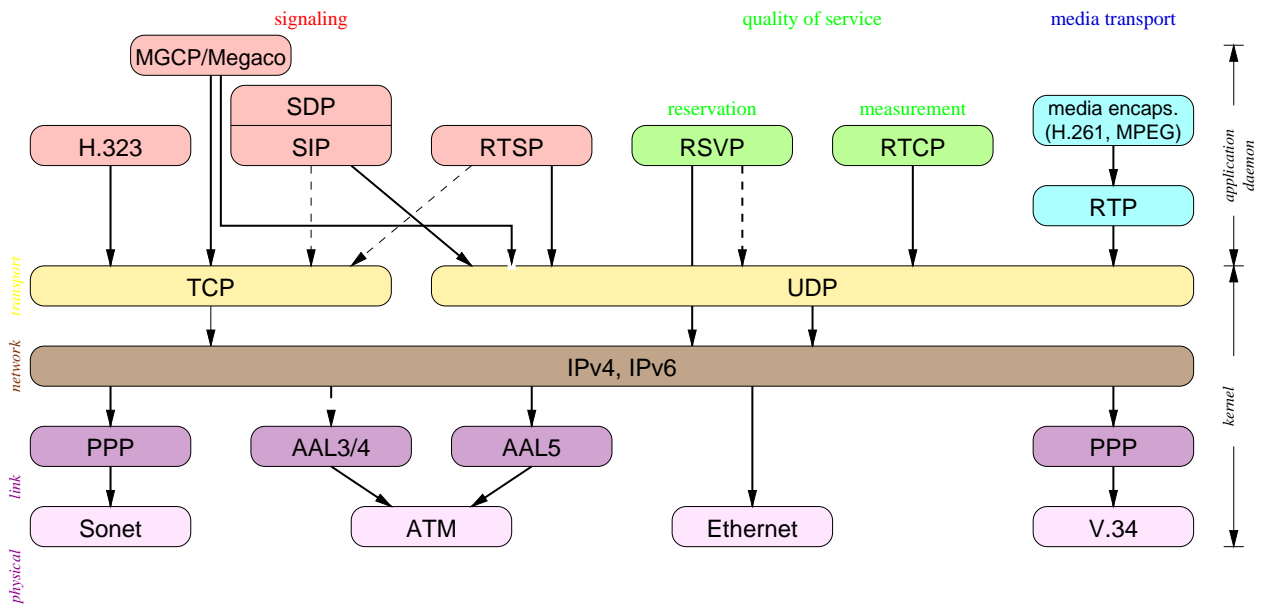 signaling
quality of service
media transport
MGCP/Megaco
SDP
reservation
measurement
media encaps.
(H.261, MPEG)
H.323
SIP
RTSP
RSVP
RTCP
application
daemon
RTP
transport
TCP
UDP
network
IPv4, IPv6
kernel
PPP
AAL3/4
AAL5
PPP
link
Sonet
ATM
Ethernet
V.34
physical